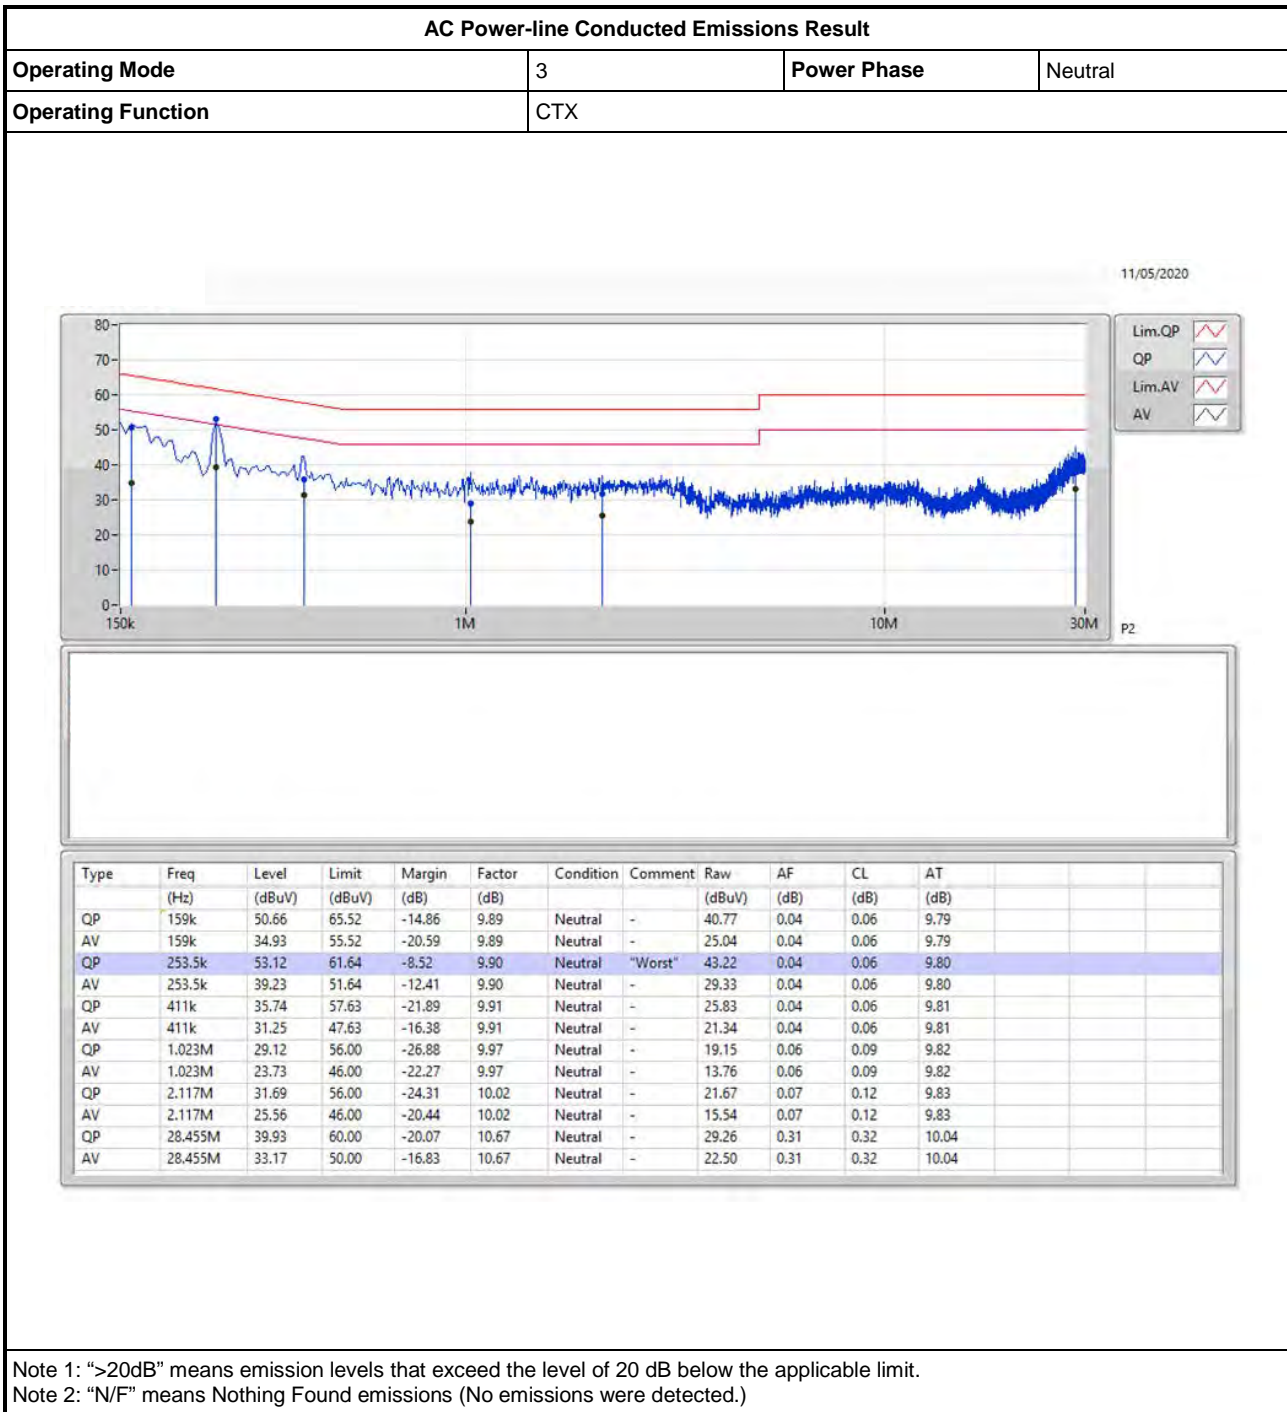 AC Power-line Conducted Emissions Result
Operating Mode 3 Power Phase Neutral
Operating Function CTX
11/05/2020
80
70
60
50
40
30
20
10
0
150k 1M 10M 30M
P2
Lim.QP
QP
Lim.AV
AV
Type Freq Level Limit Margin Factor Condition Comment Raw AF CL AT
(Hz) (dBuV) (dBuV) (dB) (dB) (dBuV) (dB) (dB) (dB)
QP 159k 50.66 65.52 -14.86 9.89 Neutral - 40.77 0.04 0.06 9.79
AV 159k 34.93 55.52 -20.59 9.89 Neutral - 25.04 0.04 0.06 9.79
QP 253.5k 53.12 61.64 -8.52 9.90 Neutral "Worst" 43.22 0.04 0.06 9.80
AV 253.5k 39.23 51.64 -12.41 9.90 Neutral - 29.33 0.04 0.06 9.80
QP 411k 35.74 57.63 -21.89 9.91 Neutral - 25.83 0.04 0.06 9.81
AV 411k 31.25 47.63 -16.38 9.91 Neutral - 21.34 0.04 0.06 9.81
QP 1.023M 29.12 56.00 -26.88 9.97 Neutral - 19.15 0.06 0.09 9.82
AV 1.023M 23.73 46.00 -22.27 9.97 Neutral - 13.76 0.06 0.09 9.82
QP 2.117M 31.69 56.00 -24.31 10.02 Neutral - 21.67 0.07 0.12 9.83
AV 2.117M 25.56 46.00 -20.44 10.02 Neutral - 15.54 0.07 0.12 9.83
QP 28.455M 39.93 60.00 -20.07 10.67 Neutral - 29.26 0.31 0.32 10.04
AV 28.455M 33.17 50.00 -16.83 10.67 Neutral - 22.50 0.31 0.32 10.04
Note 1: “>20dB” means emission levels that exceed the level of 20 dB below the applicable limit.
Note 2: “N/F” means Nothing Found emissions (No emissions were detected.)